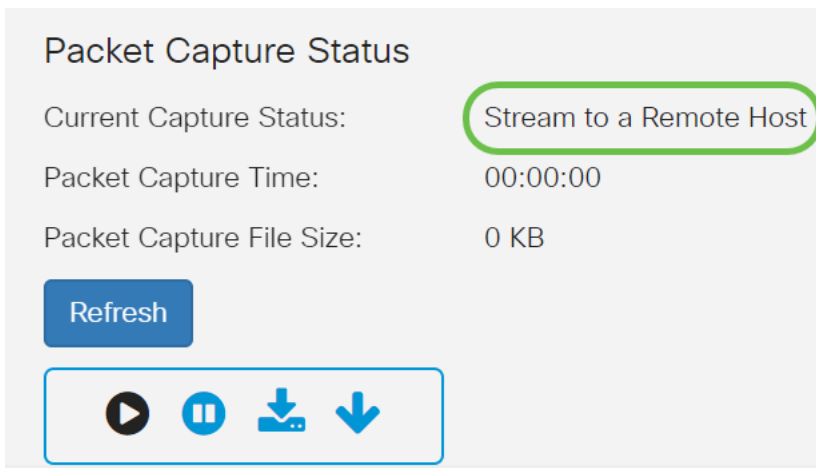 Packet Capture Status
Current Capture Status: Stream to a Remote Host
Packet Capture Time: 00:00:00
Packet Capture File Size: 0 KB
Refresh